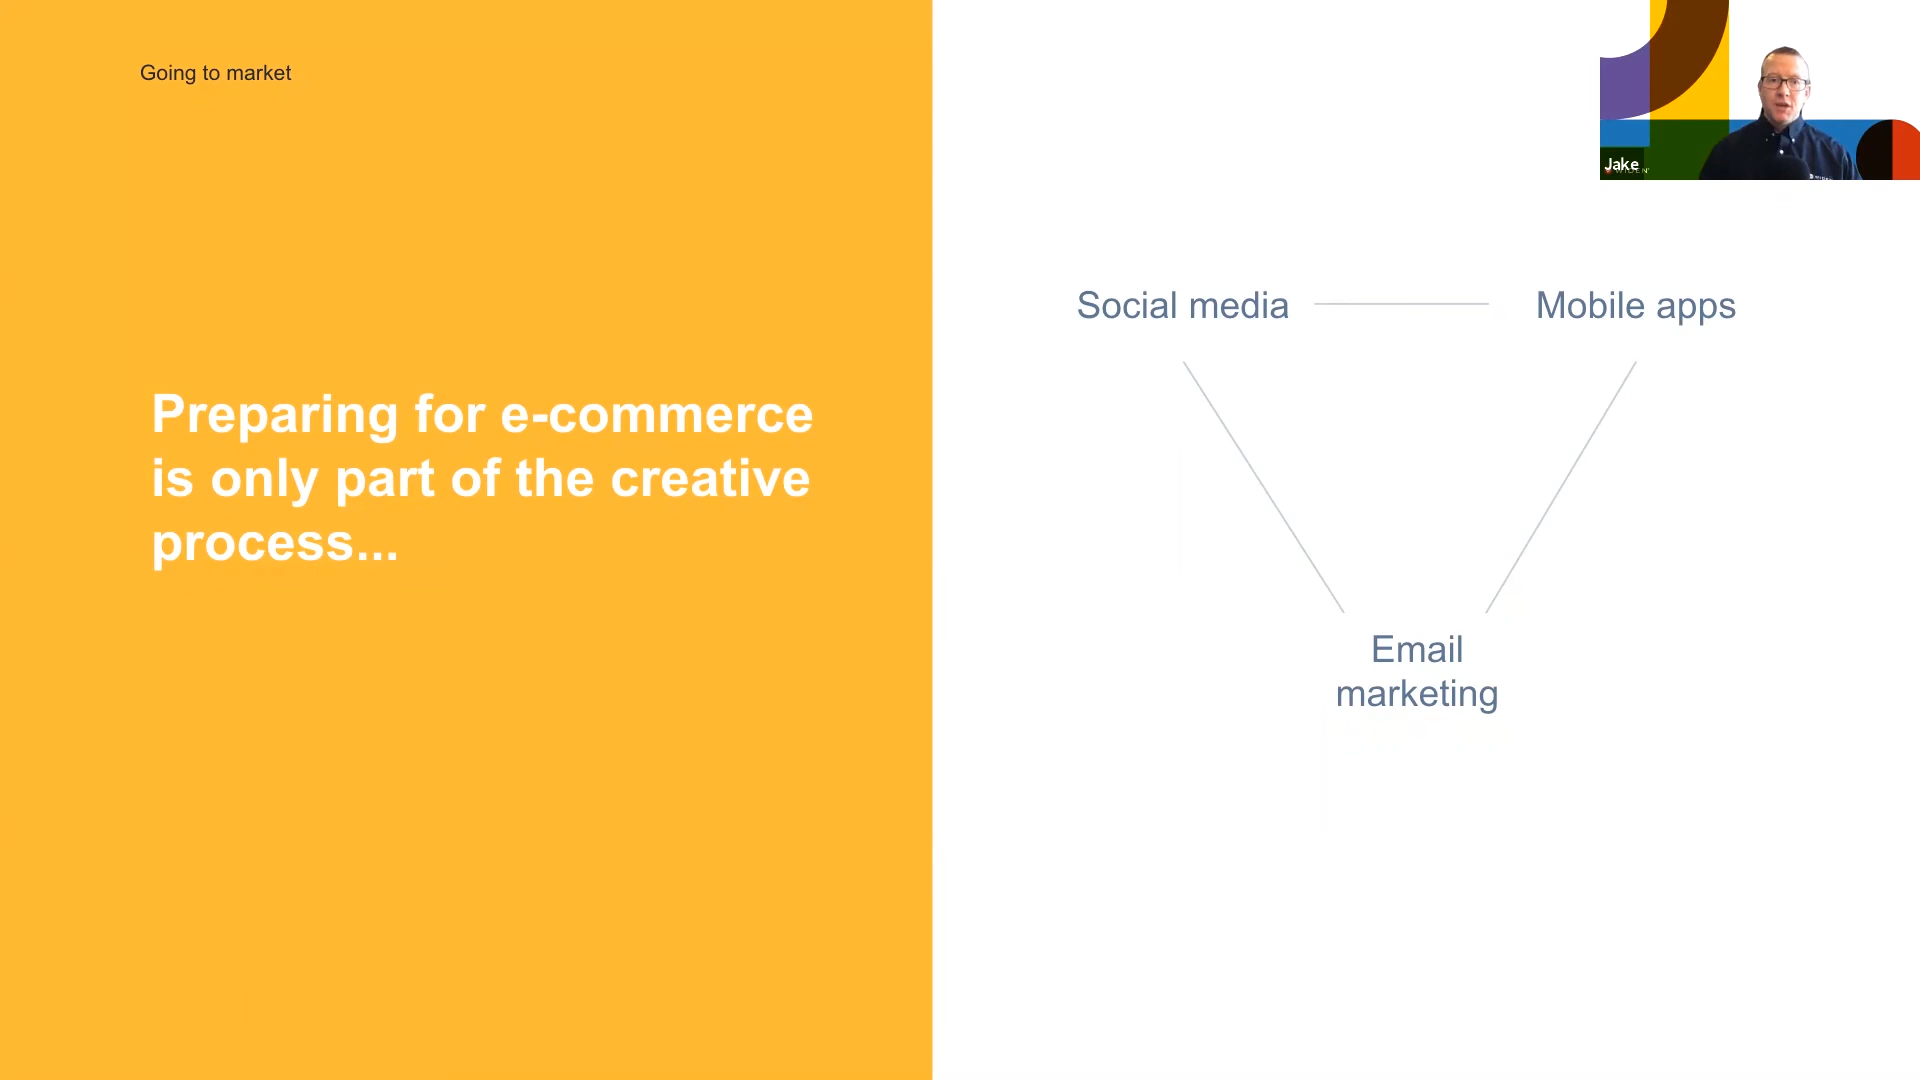 Going to market
Preparing for e-commerce
is only part of the creative
process...
Social media
Mobile apps
Email
marketing
Jake
WIDEN